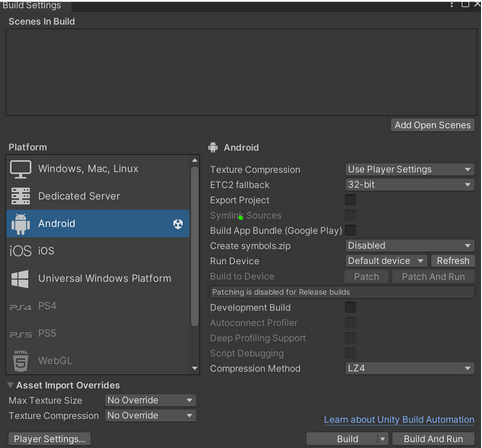 Build Settings
Scenes In Build
Add Open Scenes
Platform
Windows, Mac, Linux
Dedicated Server
Android
iOS iOS
Universal Windows Platform
PS4 PS4
PS5 PS5
HTML WebGL
Android
Texture Compression Use Player Settings
ETC2 fallback 32-bit
Export Project
Symlink Sources
Build App Bundle (Google Play)
Create symbols.zip Disabled
Run Device Default device Refresh
Build to Device Patch Patch And Run
Patching is disabled for Release builds
Development Build
Autoconnect Profiler
Deep Profiling Support
Script Debugging
Compression Method LZ4
Asset Import Overrides
Max Texture Size No Override
Texture Compression No Override
Learn about Unity Build Automation
Player Settings... Build Build And Run